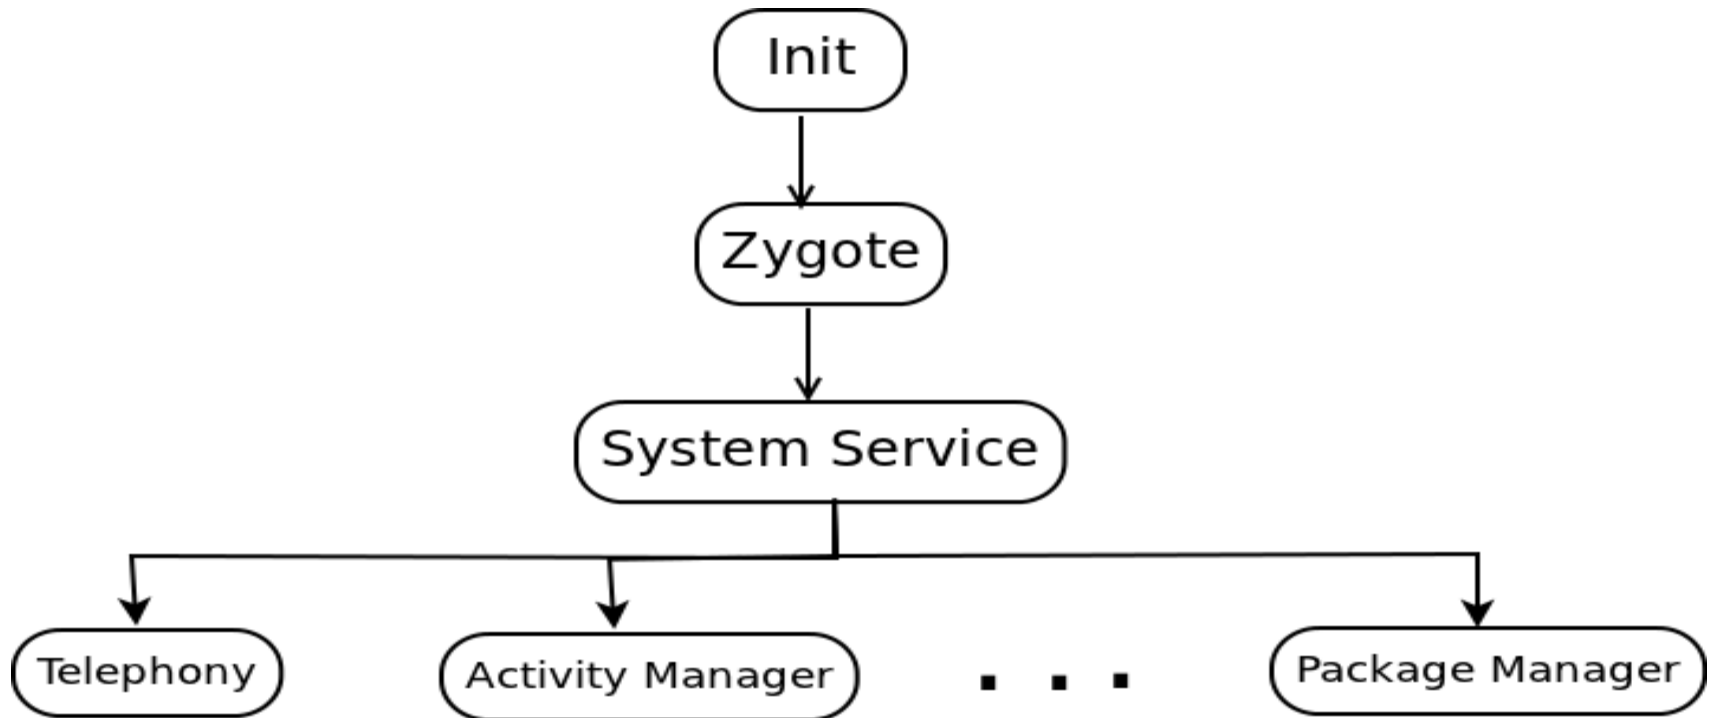 Init
Zygote
System Service
Telephony
Activity Manager
. . .
Package Manager